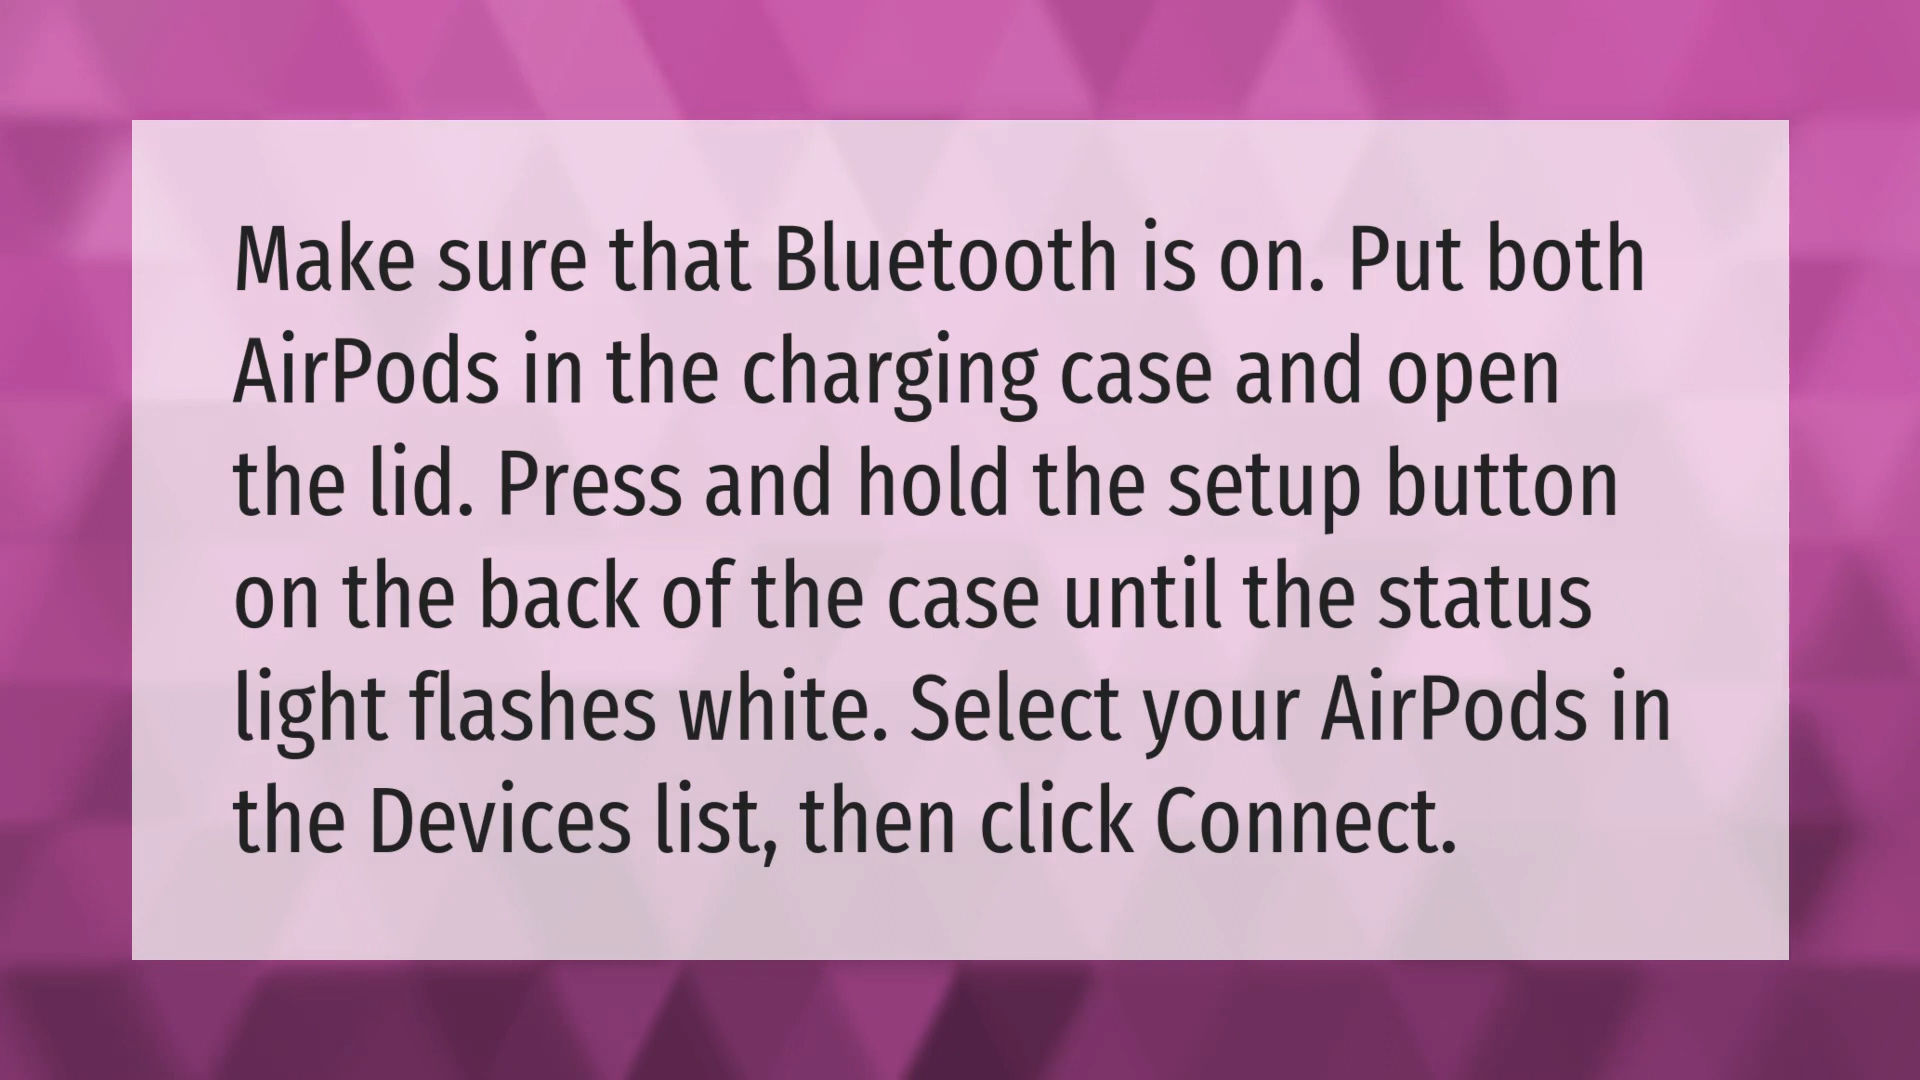 Make sure that Bluetooth is on. Put both
AirPods in the charging case and open
the lid. Press and hold the setup button
on the back of the case until the status
light flashes white. Select your AirPods in
the Devices list, then click Connect.